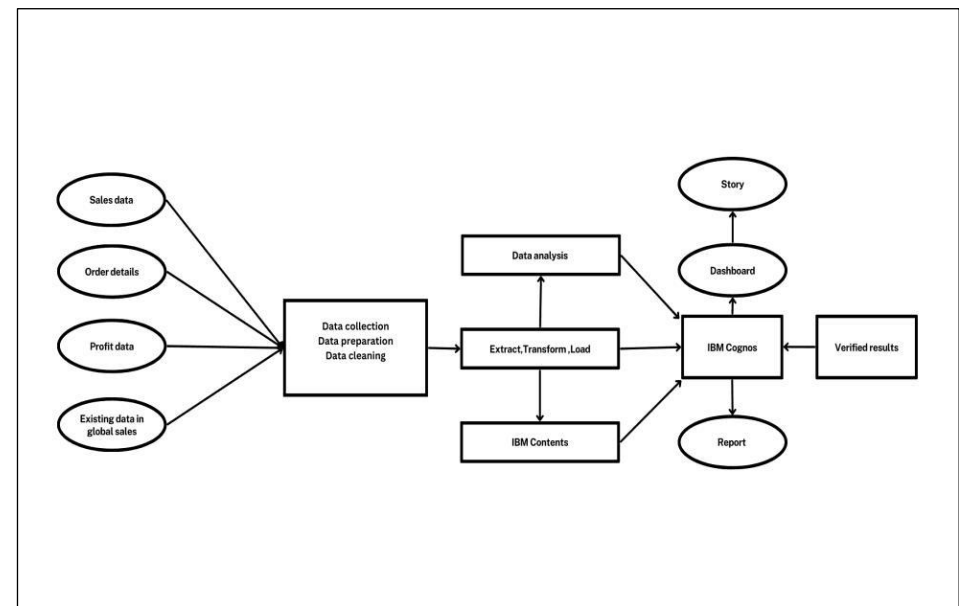 Sales data
Order details
Profit data
Existing data in
global sales
Data collection
Data preparation
Data cleaning
Data analysis
Extract,Transform ,Load
IBM Contents
Story
Dashboard
IBM Cognos
Report
Verified results